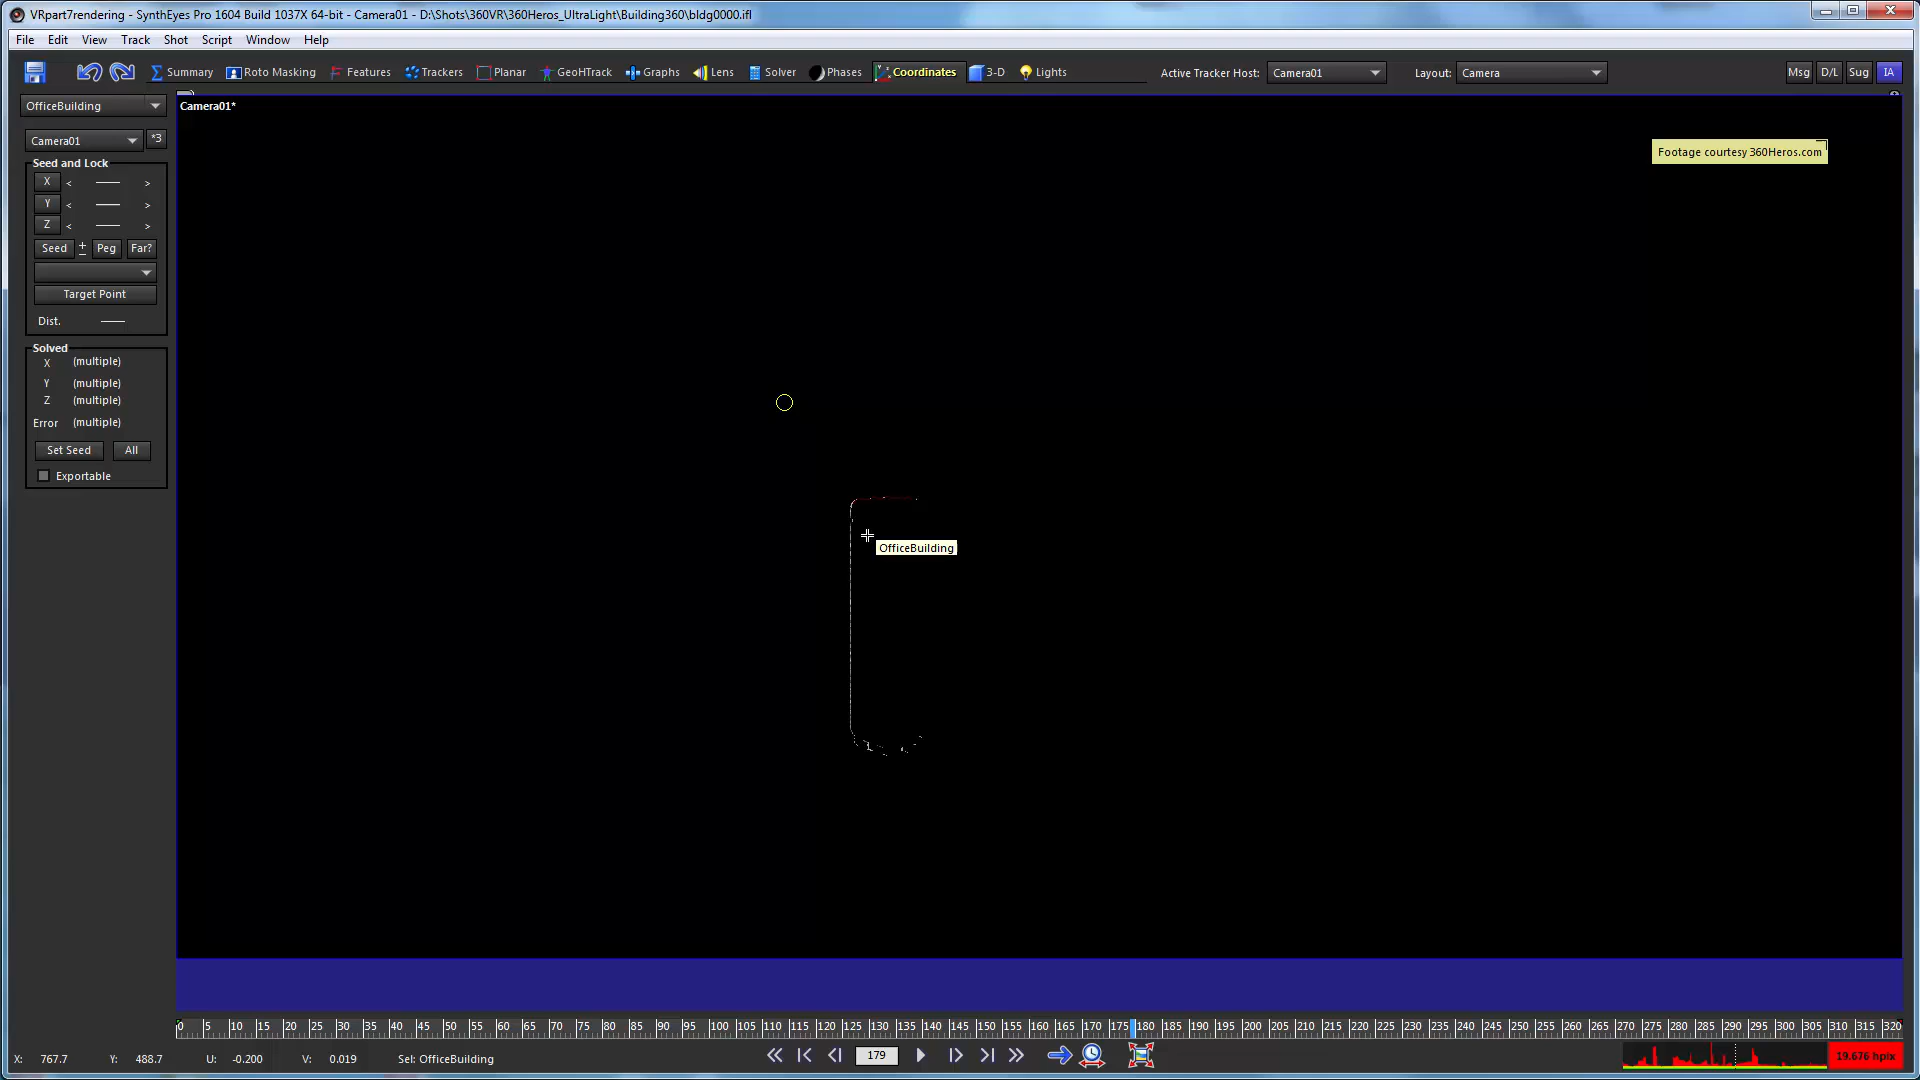 VRpart7rendering - SynthEyes Pro 1604 Build 1037X 64-bit - Camera01 - D:\Shots\360VR\360Heros_UltraLight\Building360\bldg0000.ifl
File Edit View Track Shot Script Window Help
Summary Roto Masking Features Trackers Planar GeoHTrack Graphs Lens Solver Phases Coordinates 3-D Lights Active Tracker Host: Camera01 Layout: Camera Msg D/L Sug IA
OfficeBuilding
Camera01*
Camera01 *3
Footage courtesy 360Heros.com
Seed and Lock
X < >
Y < >
Z < >
Seed + - Peg Far?
Target Point
Dist.
Solved
X (multiple)
Y (multiple)
Z (multiple)
Error (multiple)
Set Seed All
Exportable
OfficeBuilding
0 5 10 15 20 25 30 35 40 45 50 55 60 65 70 75 80 85 90 95 100 105 110 115 120 125 130 135 140 145 150 155 160 165 170 175 180 185 190 195 200 205 210 215 220 225 230 235 240 245 250 255 260 265 270 275 280 285 290 295 300 305 310 315 320
X: 767.7 Y: 488.7 U: -0.200 V: 0.019 Sel: OfficeBuilding 179 19.676 hpix